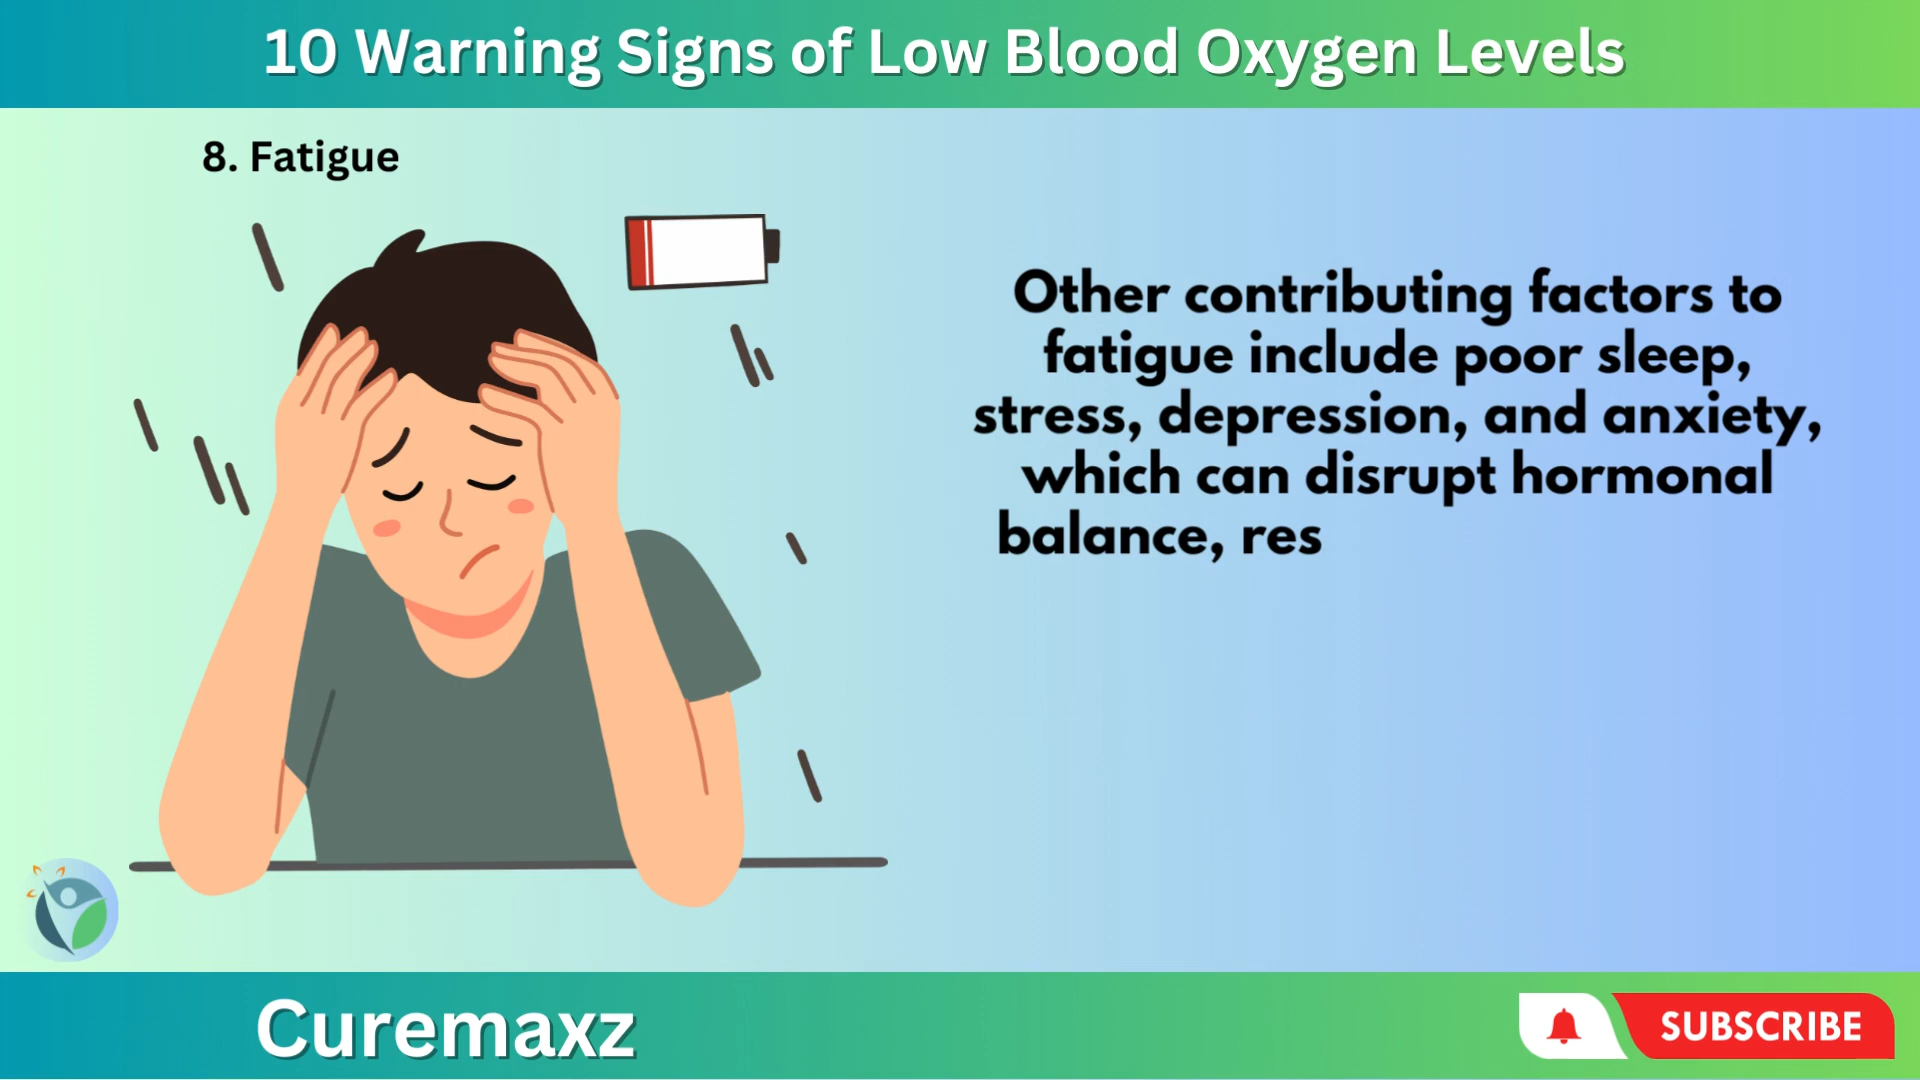 10 Warning Signs of Low Blood Oxygen Levels
8. Fatigue
Other contributing factors to
fatigue include poor sleep,
stress, depression, and anxiety,
which can disrupt hormonal
balance, res
Curemaxz
SUBSCRIBE